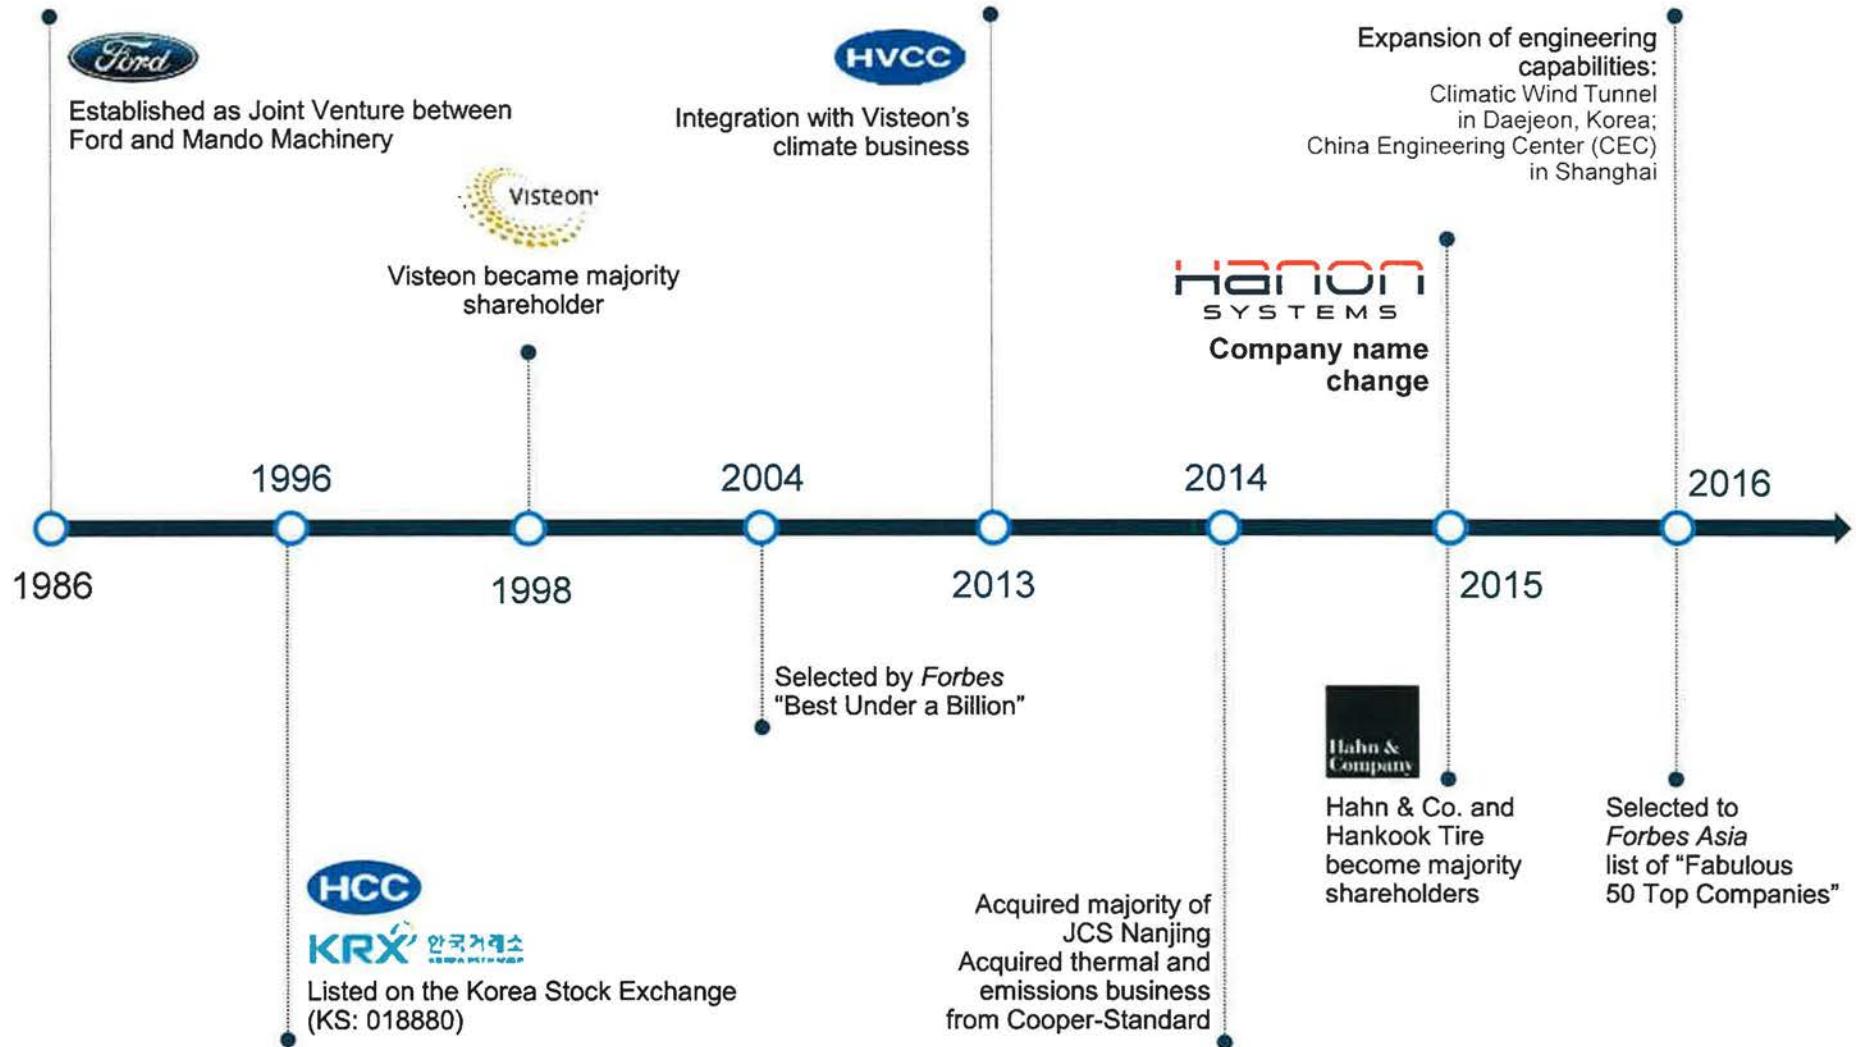 Ford
Established as Joint Venture between
Ford and Mando Machinery
Visteon
Visteon became majority
shareholder
HVCC
Integration with Visteon's
climate business
Hanon
SYSTEMS
Company name
change
Expansion of engineering
capabilities:
Climatic Wind Tunnel
in Daejeon, Korea;
China Engineering Center (CEC)
in Shanghai
1996
2004
2014
2016
1986
1998
2013
2015
HCC
KRX
Listed on the Korea Stock Exchange
(KS: 018880)
Selected by Forbes
“Best Under a Billion”
Acquired majority of
JCS Nanjing
Acquired thermal and
emissions business
from Cooper-Standard
Hahn &
Company
Hahn & Co. and
Hankook Tire
become majority
shareholders
Selected to
Forbes Asia
list of “Fabulous
50 Top Companies”